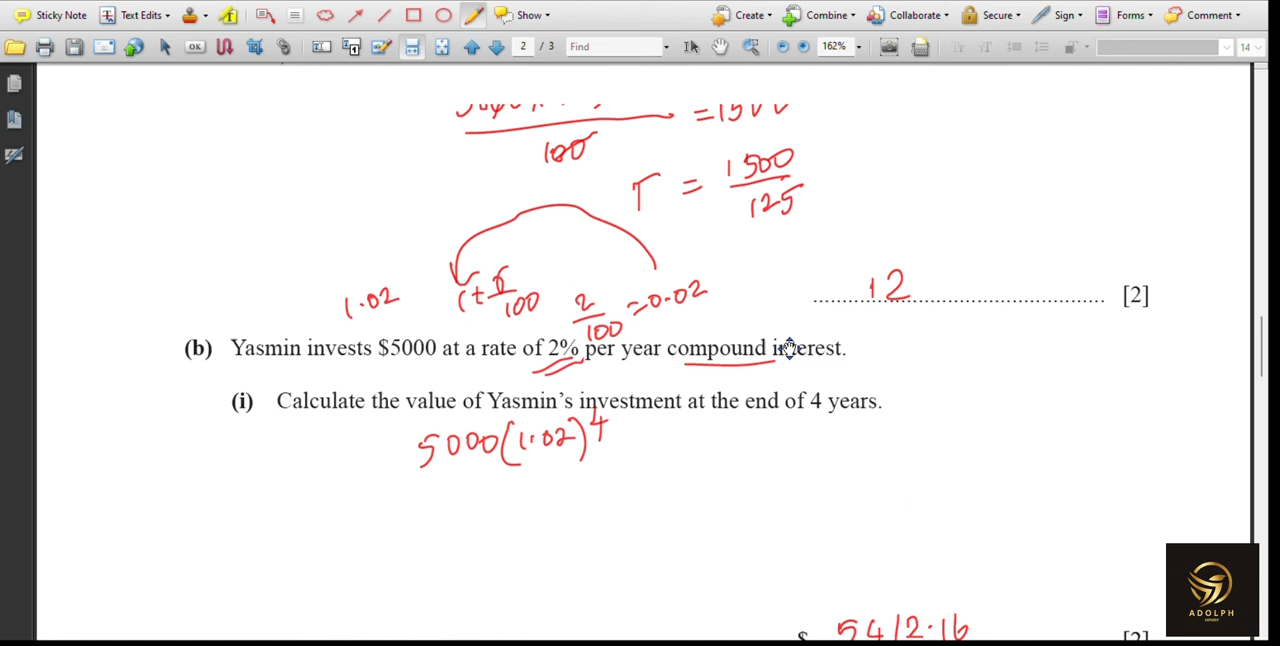 Sticky Note Text Edits Show Create Combine Collaborate Secure Sign Forms Comment
OK 2 / 3 Find 162% 14
= 1500
100
r = 1500/125
1.02 1+ r/100 2/100 = 0.02 12 [2]
(b) Yasmin invests $5000 at a rate of 2% per year compound interest.
(i) Calculate the value of Yasmin's investment at the end of 4 years.
5000(1.02)^4
$ 5412.16 [2]
ADOLPH